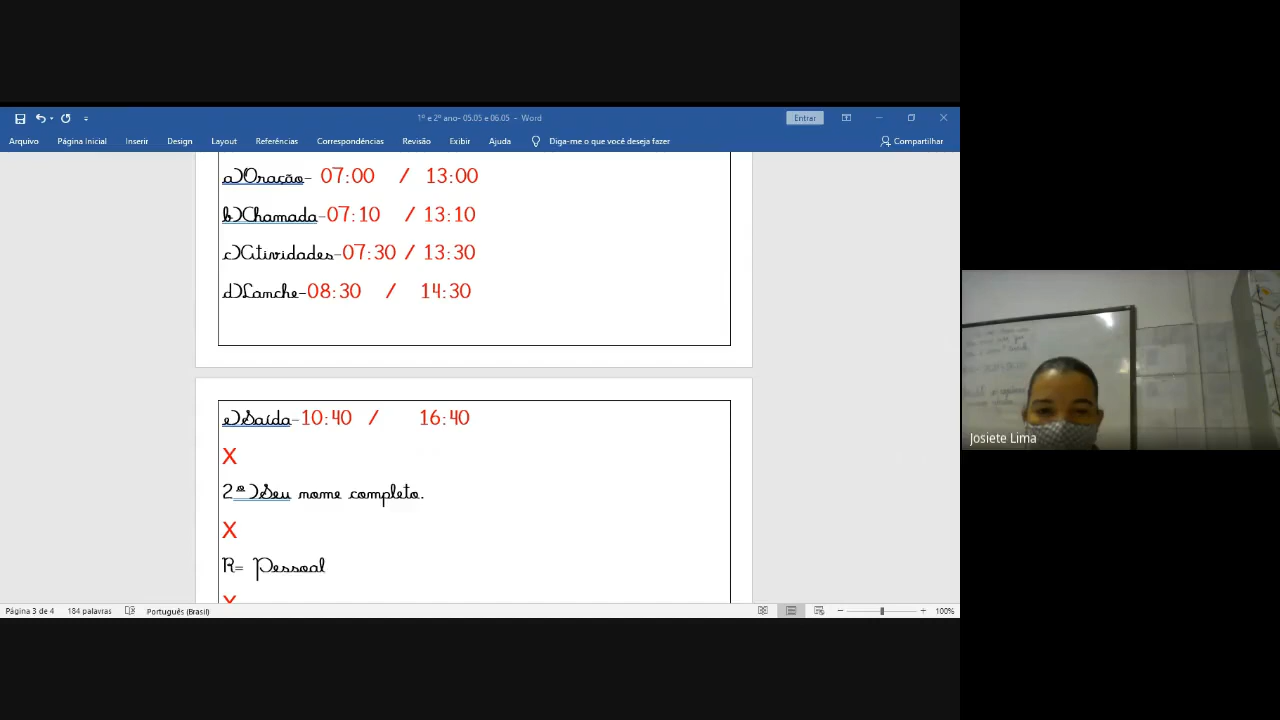 1º e 2º ano- 05.05 e 06.05 - Word
Entrar
Arquivo Página Inicial Inserir Design Layout Referências Correspondências Revisão Exibir Ajuda Diga-me o que você deseja fazer Compartilhar
a)Oração- 07:00 / 13:00
b)Chamada-07:10 / 13:10
c)Atividades-07:30 / 13:30
d)Lanche-08:30 / 14:30
e)Saída-10:40 / 16:40
X
2º)Seu nome completo.
X
R= Pessoal
X
Página 3 de 4 184 palavras Português (Brasil) 100%
Josiete Lima